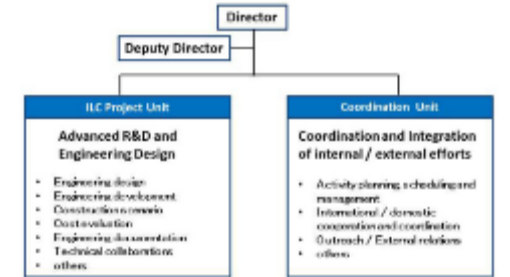 Director
Deputy Director
ILC Project Unit
Advanced R&D and
Engineering Design
• Engineering design
• Engineering development
• Construction scenario
• Cost evaluation
• Engineering documentation
• Technical collaborations
• others
Coordination Unit
Coordination and Integration
of internal / external efforts
• Activity planning, scheduling and
management
• International / domestic
cooperation and coordination
• Outreach / External relations
• others